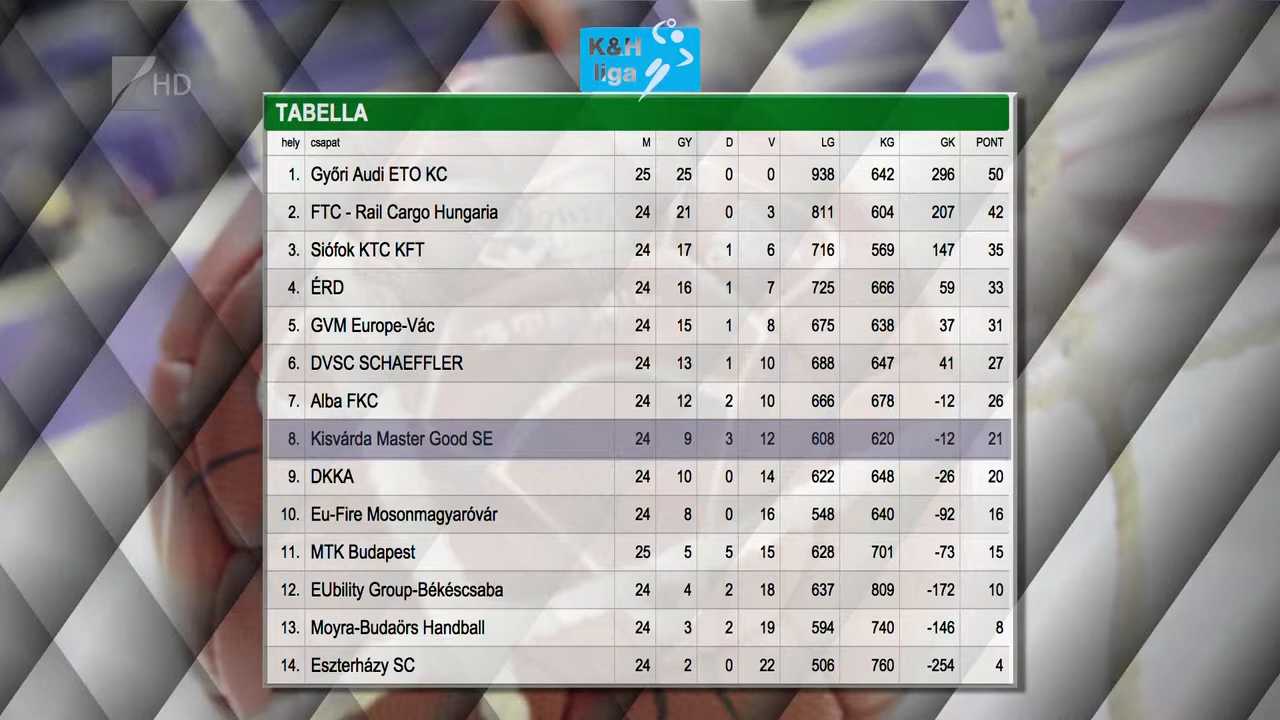 K&H
liga
HD
TABELLA
hely csapat M GY D V LG KG GK PONT
1. Győri Audi ETO KC 25 25 0 0 938 642 296 50
2. FTC - Rail Cargo Hungaria 24 21 0 3 811 604 207 42
3. Siófok KTC KFT 24 17 1 6 716 569 147 35
4. ÉRD 24 16 1 7 725 666 59 33
5. GVM Europe-Vác 24 15 1 8 675 638 37 31
6. DVSC SCHAEFFLER 24 13 1 10 688 647 41 27
7. Alba FKC 24 12 2 10 666 678 -12 26
8. Kisvárda Master Good SE 24 9 3 12 608 620 -12 21
9. DKKA 24 10 0 14 622 648 -26 20
10. Eu-Fire Mosonmagyaróvár 24 8 0 16 548 640 -92 16
11. MTK Budapest 25 5 5 15 628 701 -73 15
12. EUbility Group-Békéscsaba 24 4 2 18 637 809 -172 10
13. Moyra-Budaörs Handball 24 3 2 19 594 740 -146 8
14. Eszterházy SC 24 2 0 22 506 760 -254 4